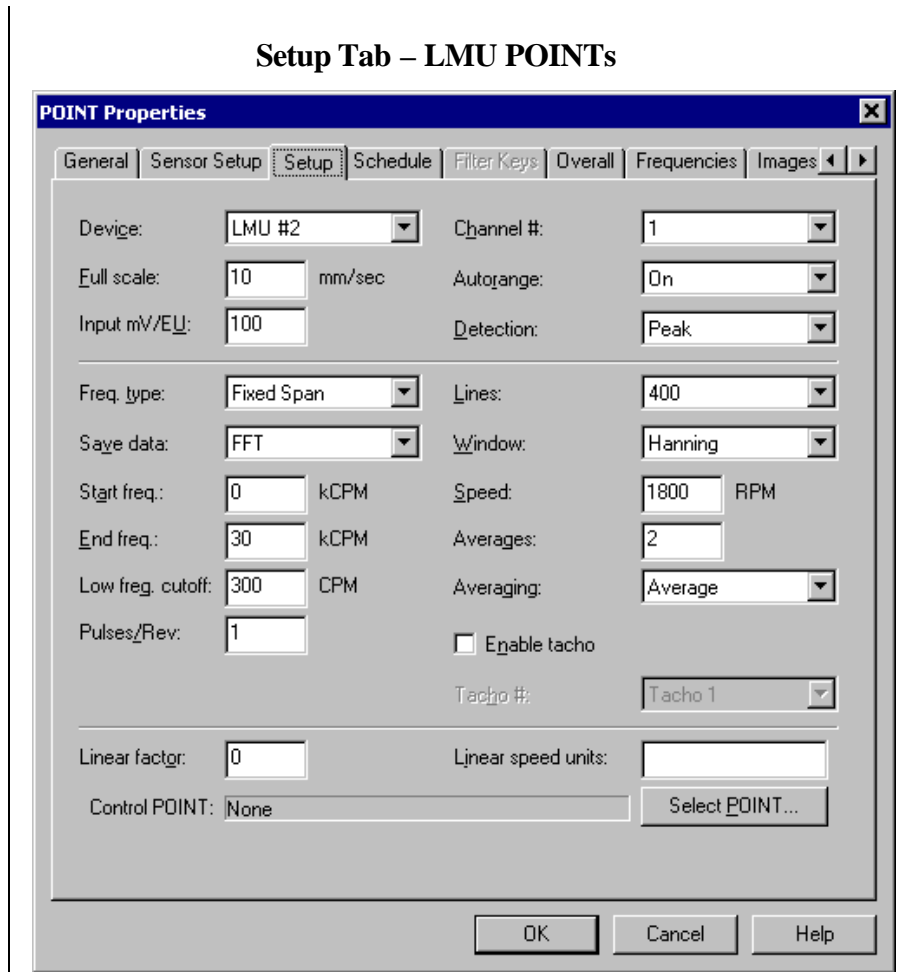 Setup Tab – LMU POINTs
POINT Properties
General Sensor Setup Setup Schedule Filter Keys Overall Frequencies Images
Device: LMU #2 Channel #: 1
Full scale: 10 mm/sec Autorange: On
Input mV/EU: 100 Detection: Peak
Freq. type: Fixed Span Lines: 400
Save data: FFT Window: Hanning
Start freq.: 0 kCPM Speed: 1800 RPM
End freq.: 30 kCPM Averages: 2
Low freq. cutoff: 300 CPM Averaging: Average
Pulses/Rev: 1 Enable tacho
Tacho #: Tacho 1
Linear factor: 0 Linear speed units:
Control POINT: None Select POINT...
OK Cancel Help